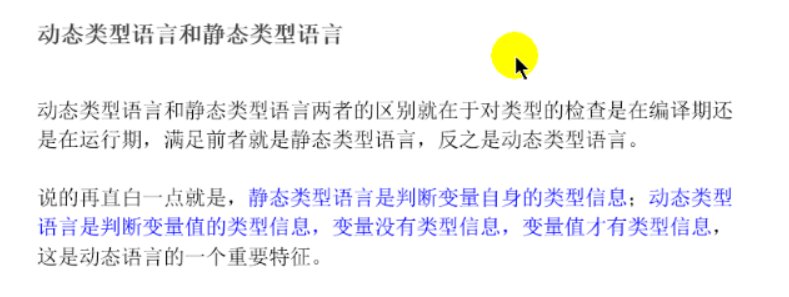 动态类型语言和静态类型语言
动态类型语言和静态类型语言两者的区别就在于对类型的检查是在编译期还
是在运行期，满足前者就是静态类型语言，反之是动态类型语言。
说的再直白一点就是，静态类型语言是判断变量自身的类型信息；动态类型
语言是判断变量值的类型信息，变量没有类型信息，变量值才有类型信息，
这是动态语言的一个重要特征。